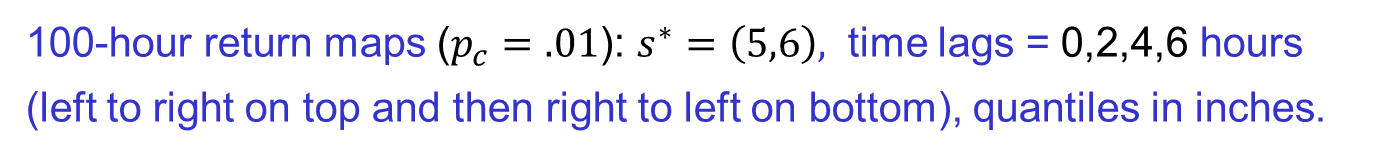 100-hour return maps (p_c = .01): s* = (5,6), time lags = 0,2,4,6 hours
(left to right on top and then right to left on bottom), quantiles in inches.